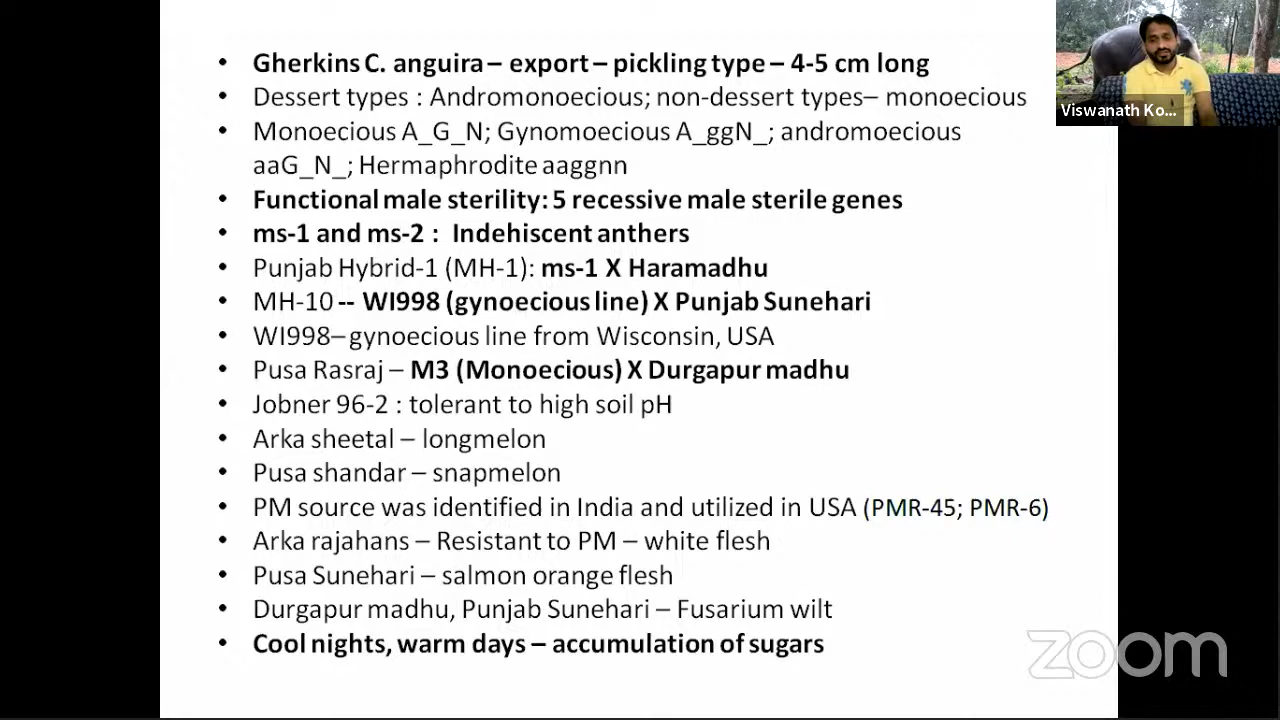 • Gherkins C. anguira – export – pickling type – 4-5 cm long
• Dessert types : Andromonoecious; non-dessert types– monoecious
• Monoecious A_G_N; Gynomoecious A_ggN_; andromoecious
aaG_N_; Hermaphrodite aaggnn
• Functional male sterility: 5 recessive male sterile genes
• ms-1 and ms-2 : Indehiscent anthers
• Punjab Hybrid-1 (MH-1): ms-1 X Haramadhu
• MH-10 -- WI998 (gynoecious line) X Punjab Sunehari
• WI998– gynoecious line from Wisconsin, USA
• Pusa Rasraj – M3 (Monoecious) X Durgapur madhu
• Jobner 96-2 : tolerant to high soil pH
• Arka sheetal – longmelon
• Pusa shandar – snapmelon
• PM source was identified in India and utilized in USA (PMR-45; PMR-6)
• Arka rajahans – Resistant to PM – white flesh
• Pusa Sunehari – salmon orange flesh
• Durgapur madhu, Punjab Sunehari – Fusarium wilt
• Cool nights, warm days – accumulation of sugars
Viswanath Ko...
zoom